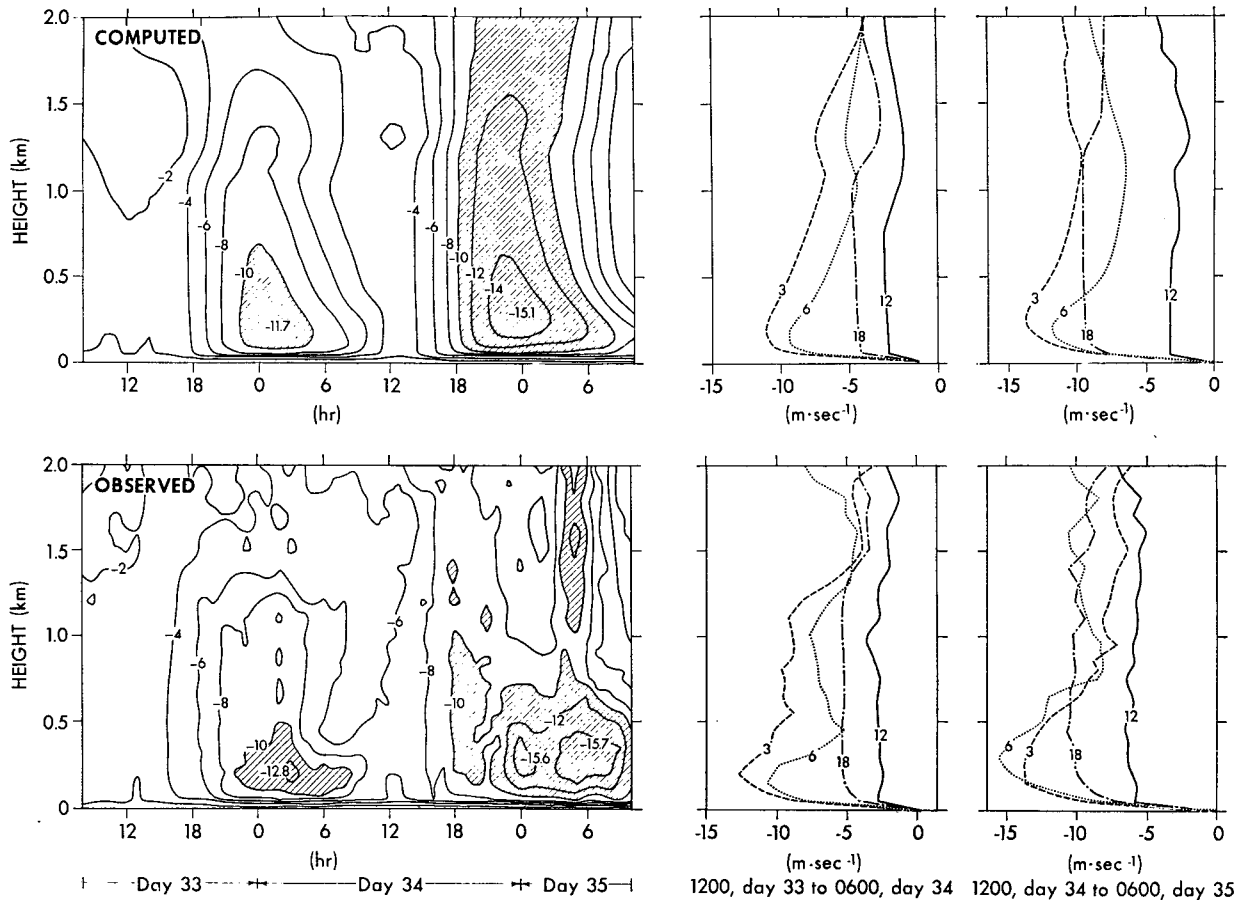 COMPUTED
HEIGHT (km)
2.0
1.5
1.0
0.5
0
-2
-4
-6
-8
-10
-11.7
-4
-6
-8
-10
-12
-14
-15.1
12 18 0 6 12 18 0 6
(hr)
3
6
18
12
-15 -10 -5 0
(m·sec⁻¹)
3
6
18
12
-15 -10 -5 0
(m·sec⁻¹)
OBSERVED
HEIGHT (km)
2.0
1.5
1.0
0.5
0
-2
-4
-6
-8
-10
-12.8
-6
-8
-10
-12
-15.6
-15.7
12 18 0 6 12 18 0 6
(hr)
Day 33 Day 34 Day 35
3
6
18
12
-15 -10 -5 0
(m·sec⁻¹)
1200, day 33 to 0600, day 34
6
3
18
12
-15 -10 -5 0
(m·sec⁻¹)
1200, day 34 to 0600, day 35